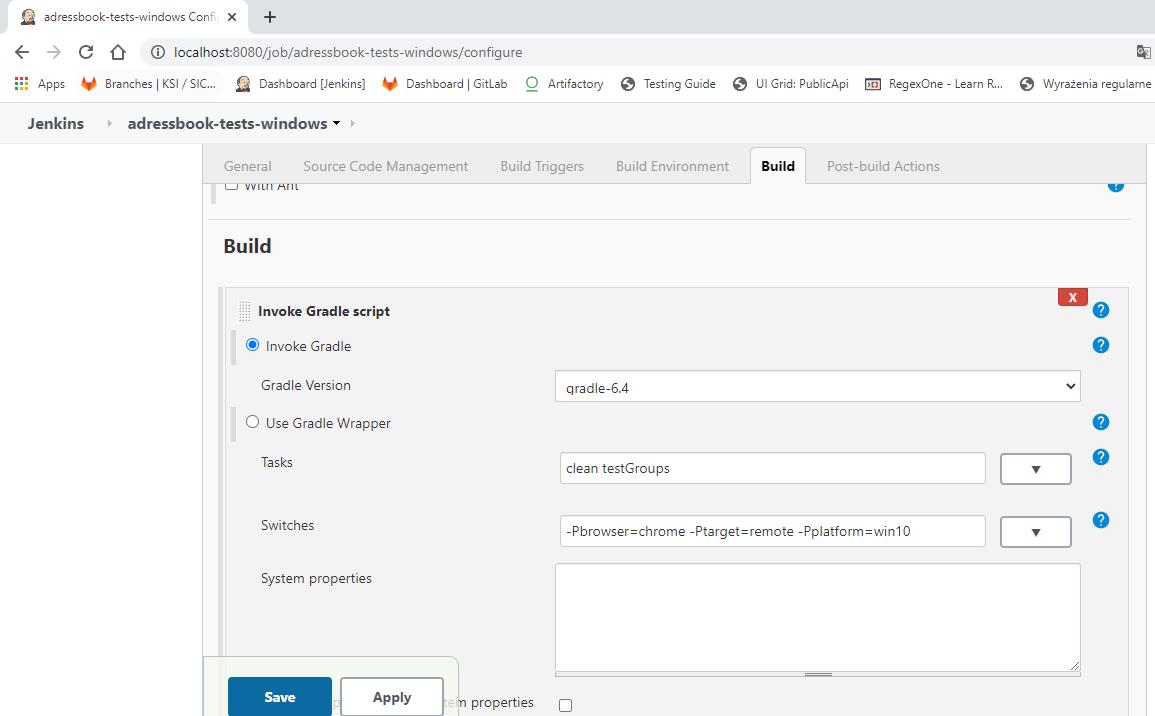 adressbook-tests-windows Confi
localhost:8080/job/adressbook-tests-windows/configure
Apps Branches | KSI / SIC... Dashboard [Jenkins] Dashboard | GitLab Artifactory Testing Guide UI Grid: PublicApi RegexOne - Learn R... Wyrażenia regularne
Jenkins adressbook-tests-windows
General Source Code Management Build Triggers Build Environment Build Post-build Actions
With Ant
Build
X
Invoke Gradle script
Invoke Gradle
Gradle Version gradle-6.4
Use Gradle Wrapper
Tasks clean testGroups
Switches -Pbrowser=chrome -Ptarget=remote -Pplatform=win10
System properties
Save Apply properties